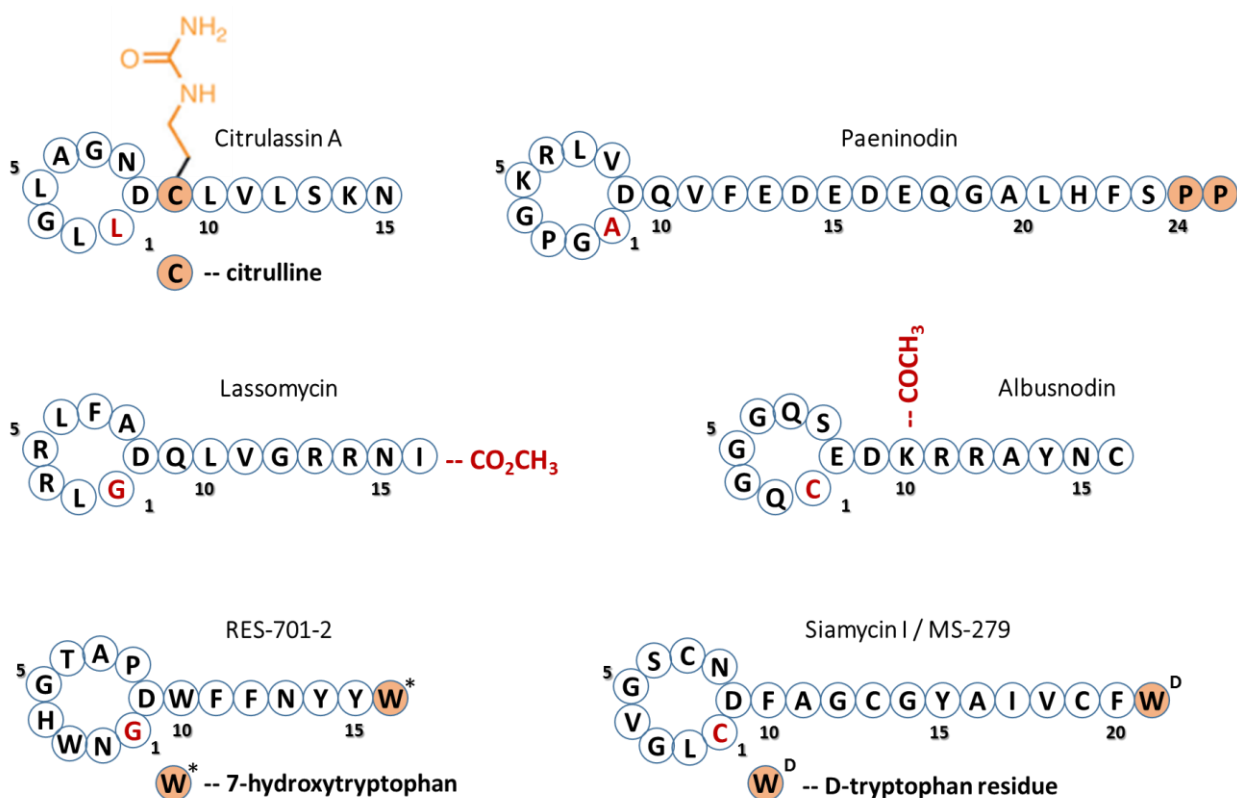 NH₂
O
NH
Citrulassin A
L L G L A G N D C L V L S K N
1 5 10 15
C -- citrulline
Paeninodin
A G P G K R L V D Q V F E D E D E Q G A L H F S P P
1 5 10 15 20 24
Lassomycin
G L R R L F A D Q L V G R R N I -- CO₂CH₃
1 5 10 15
Albusnodin
-- COCH₃
C Q G G G Q S E D K R R A Y N C
1 5 10 15
RES-701-2
G N W H G T A P D W F F N Y Y W*
1 5 10 15
W* -- 7-hydroxytryptophan
Siamycin I / MS-279
C L G V G S C N D F A G C G Y A I V C F Wᴰ
1 5 10 15 20
Wᴰ -- D-tryptophan residue